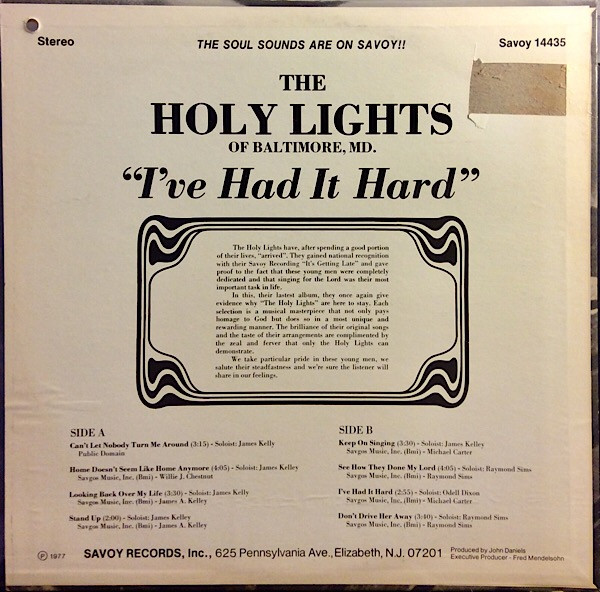 Stereo
THE SOUL SOUNDS ARE ON SAVOY!!
Savoy 14435
THE
HOLY LIGHTS
OF BALTIMORE, MD.
“I’ve Had It Hard”
The Holy Lights have, after spending a good portion
of their lives, “arrived”. They gained national recognition
with their Savoy Recording “It’s Getting Late” and gave
proof to the fact that these young men were completely
dedicated and that singing for the Lord was their most
important task in life.
In this, their lastest album, they once again give
evidence why “The Holy Lights” are here to stay. Each
selection is a musical masterpiece that not only pays
homage to God but does so in a most unique and
rewarding manner. The brilliance of their original songs
and the taste of their arrangements are complimented by
the zeal and ferver that only the Holy Lights can
demonstrate.
We take particular pride in these young men, we
salute their steadfastness and we’re sure the listener will
share in our feelings.
SIDE A
Can’t Let Nobody Turn Me Around (3:15) - Soloist: James Kelly
Public Domain
Home Doesn’t Seem Like Home Anymore (4:05) - Soloist: James Kelley
Savgos Music, Inc. (Bmi) - Willie J. Chestnut
Looking Back Over My Life (3:30) - Soloist: James Kelly
Savgos Music, Inc. (Bmi) - James A. Kelley
Stand Up (2:00) - Soloist: James Kelley
Savgos Music, Inc. (Bmi) - James A. Kelley
SIDE B
Keep On Singing (3:30) - Soloist: James Kelley
Savgos Music, Inc. (Bmi) - Michael Carter
See How They Done My Lord (4:05) - Soloist: Raymond Sims
Savgos Music, Inc. (Bmi) - Raymond Sims
I’ve Had It Hard (2:55) - Soloist: Odell Dixon
Savgos Music, Inc. (Bmi) - Michael Carter
Don’t Drive Her Away (3:40) - Soloist: Raymond Sims
Savgos Music, Inc. (Bmi) - Raymond Sims
Ⓟ 1977
SAVOY RECORDS, Inc., 625 Pennsylvania Ave., Elizabeth, N.J. 07201
Produced by John Daniels
Executive Producer - Fred Mendelsohn